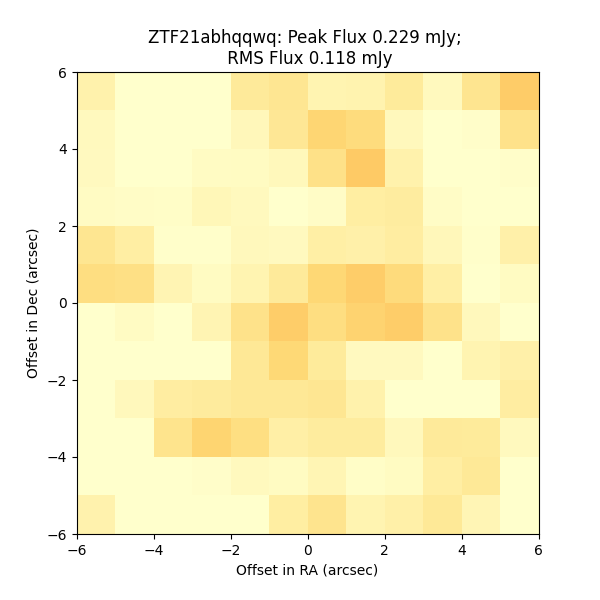 ZTF21abhqqwq: Peak Flux 0.229 mJy;
RMS Flux 0.118 mJy
6
4
2
0
−2
−4
−6
Offset in Dec (arcsec)
−6 −4 −2 0 2 4 6
Offset in RA (arcsec)